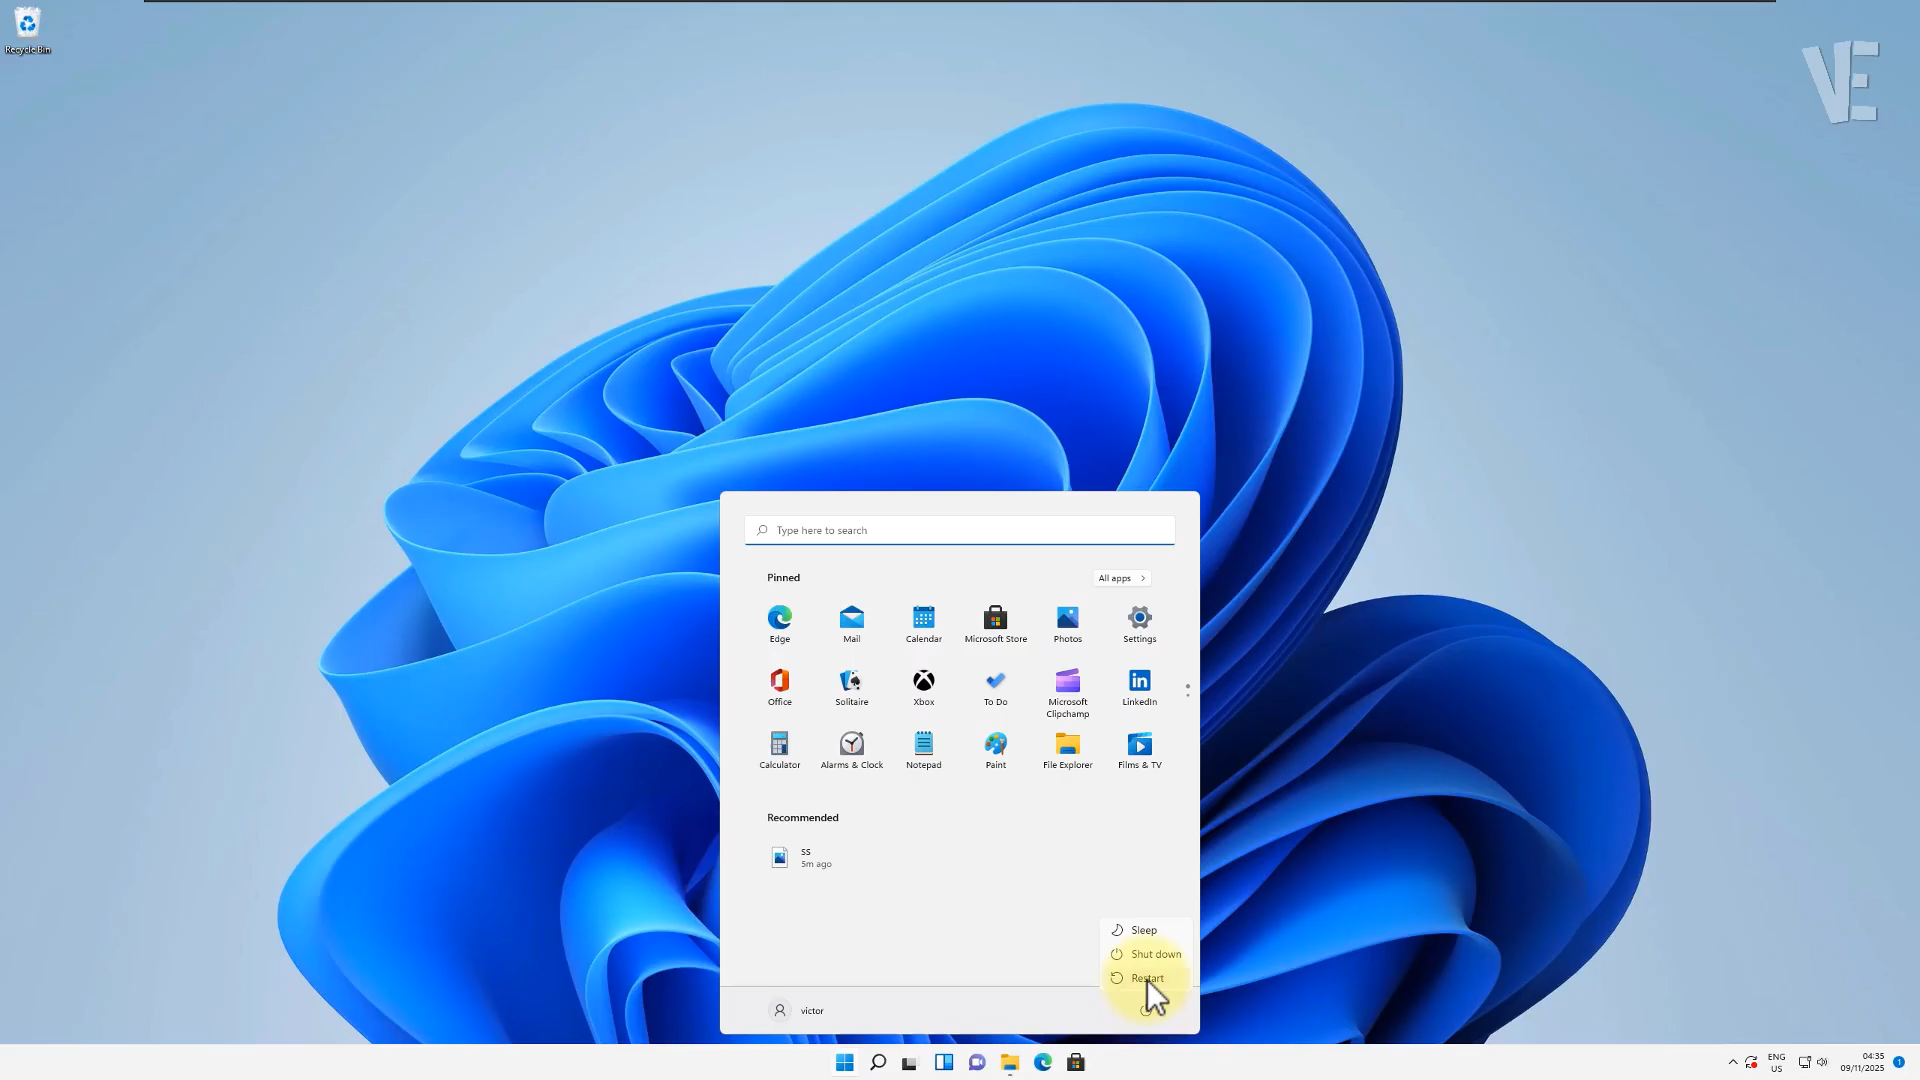 Recycle Bin
VE
Type here to search
Pinned
All apps
Edge
Mail
Calendar
Microsoft Store
Photos
Settings
Office
Solitaire
Xbox
To Do
Microsoft
Clipchamp
LinkedIn
Calculator
Alarms & Clock
Notepad
Paint
File Explorer
Films & TV
Recommended
SS
5m ago
Sleep
Shut down
Restart
victor
ENG
US
04:35
09/11/2025
1